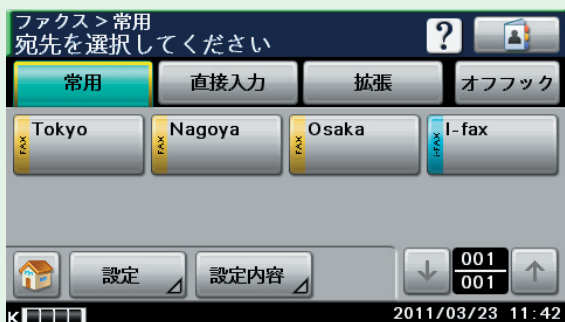 ファクス > 常用
宛先を選択してください
?
常用 直接入力 拡張 オフフック
FAX Tokyo FAX Nagoya FAX Osaka I-FAX I-fax
設定 設定内容 001
001
K 2011/03/23 11:42